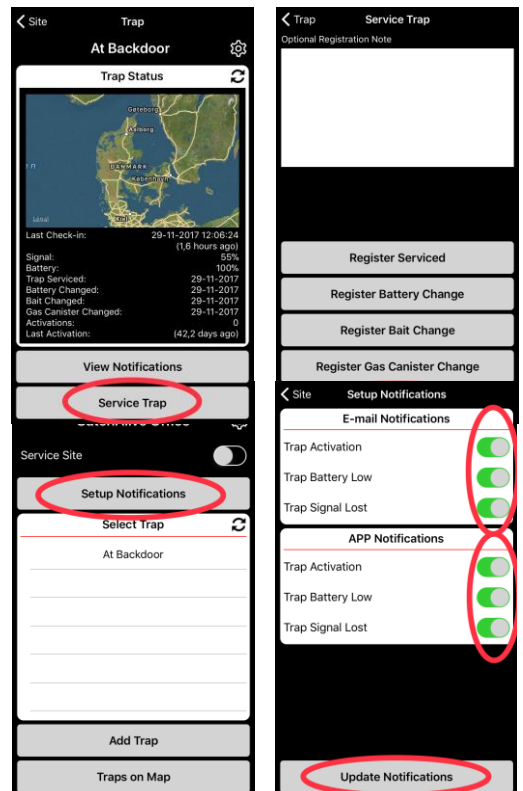 Site
Trap
At Backdoor
Trap Status
Gøteborg
Aalborg
DANMARK
København
Kiel
Legal
Last Check-in: 29-11-2017 12:06:24
(1,6 hours ago)
Signal: 55%
Battery: 100%
Trap Serviced: 29-11-2017
Battery Changed: 29-11-2017
Bait Changed: 29-11-2017
Gas Canister Changed: 29-11-2017
Activations: 0
Last Activation: (42,2 days ago)
View Notifications
Service Trap
Trap
Service Trap
Optional Registration Note
Register Serviced
Register Battery Change
Register Bait Change
Register Gas Canister Change
Service Site
Setup Notifications
Select Trap
At Backdoor
Add Trap
Traps on Map
Site
Setup Notifications
E-mail Notifications
Trap Activation
Trap Battery Low
Trap Signal Lost
APP Notifications
Trap Activation
Trap Battery Low
Trap Signal Lost
Update Notifications